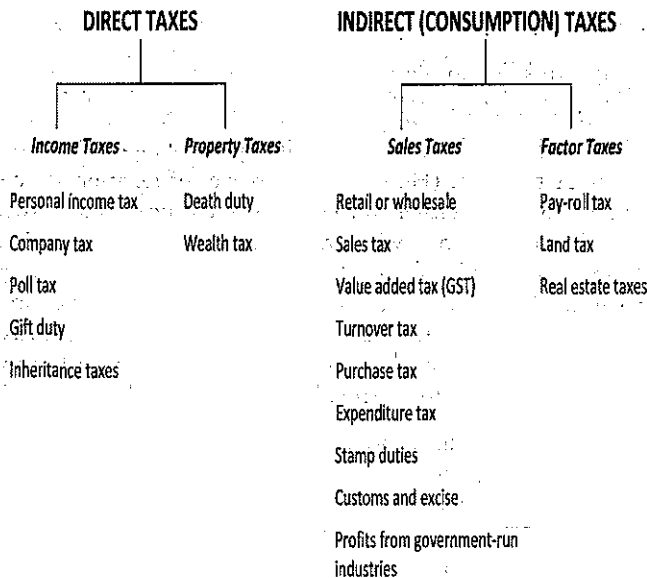 DIRECT TAXES
Income Taxes
Personal income tax
Company tax
Poll tax
Gift duty
Inheritance taxes
Property Taxes
Death duty
Wealth tax
INDIRECT (CONSUMPTION) TAXES
Sales Taxes
Retail or wholesale
Sales tax
Value added tax (GST)
Turnover tax
Purchase tax
Expenditure tax
Stamp duties
Customs and excise
Profits from government-run
industries
Factor Taxes
Pay-roll tax
Land tax
Real estate taxes